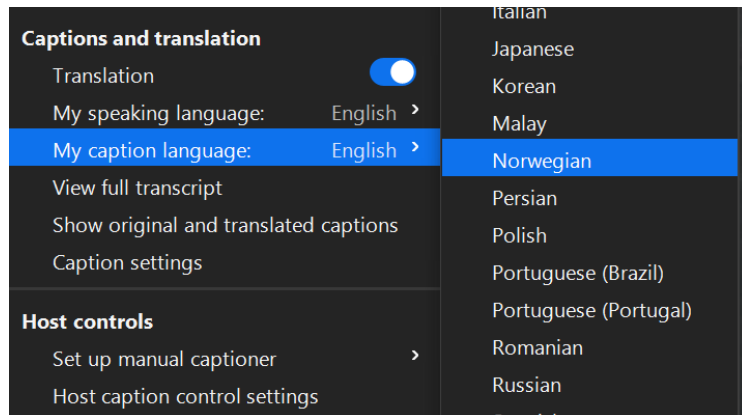 Captions and translation
Translation
My speaking language: English
My caption language: English
View full transcript
Show original and translated captions
Caption settings
Host controls
Set up manual captioner
Host caption control settings
Italian
Japanese
Korean
Malay
Norwegian
Persian
Polish
Portuguese (Brazil)
Portuguese (Portugal)
Romanian
Russian